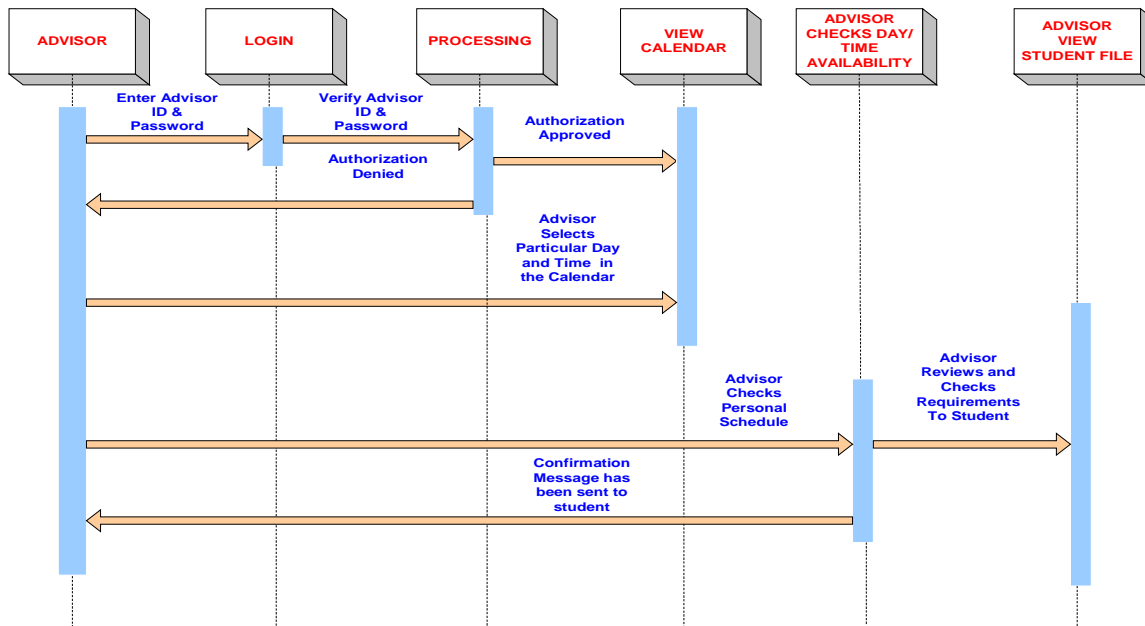 ADVISOR
LOGIN
PROCESSING
VIEW
CALENDAR
ADVISOR
CHECKS DAY/
TIME
AVAILABILITY
ADVISOR
VIEW
STUDENT FILE
Enter Advisor
ID &
Password
Verify Advisor
ID &
Password
Authorization
Approved
Authorization
Denied
Advisor
Selects
Particular Day
and Time in
the Calendar
Advisor
Checks
Personal
Schedule
Advisor
Reviews and
Checks
Requirements
To Student
Confirmation
Message has
been sent to
student